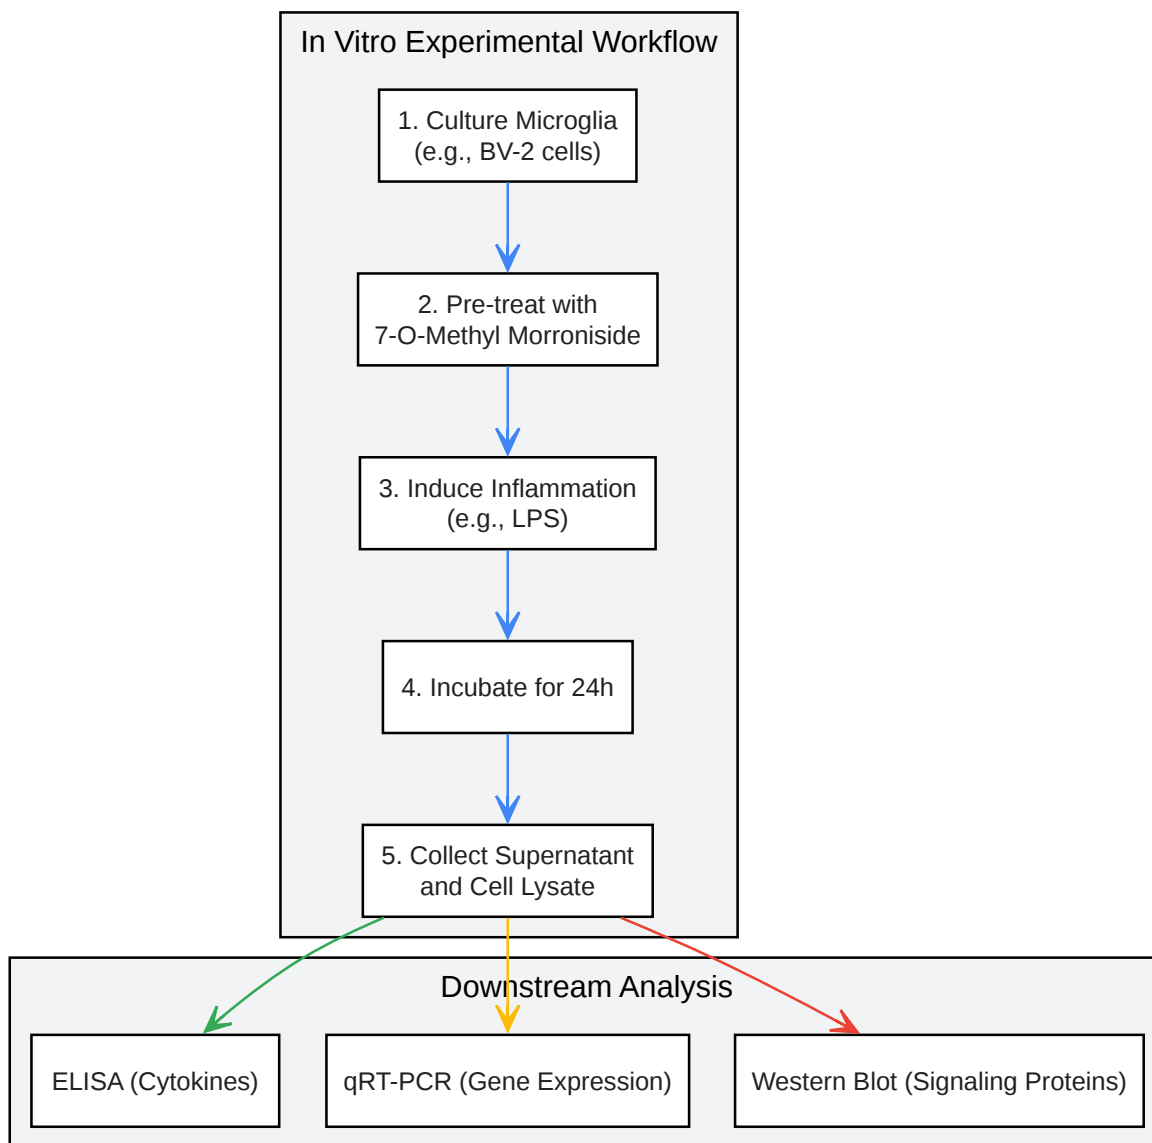 In Vitro Experimental Workflow
1. Culture Microglia
(e.g., BV-2 cells)
2. Pre-treat with
7-O-Methyl Morroniside
3. Induce Inflammation
(e.g., LPS)
4. Incubate for 24h
5. Collect Supernatant
and Cell Lysate
Downstream Analysis
ELISA (Cytokines)
qRT-PCR (Gene Expression)
Western Blot (Signaling Proteins)